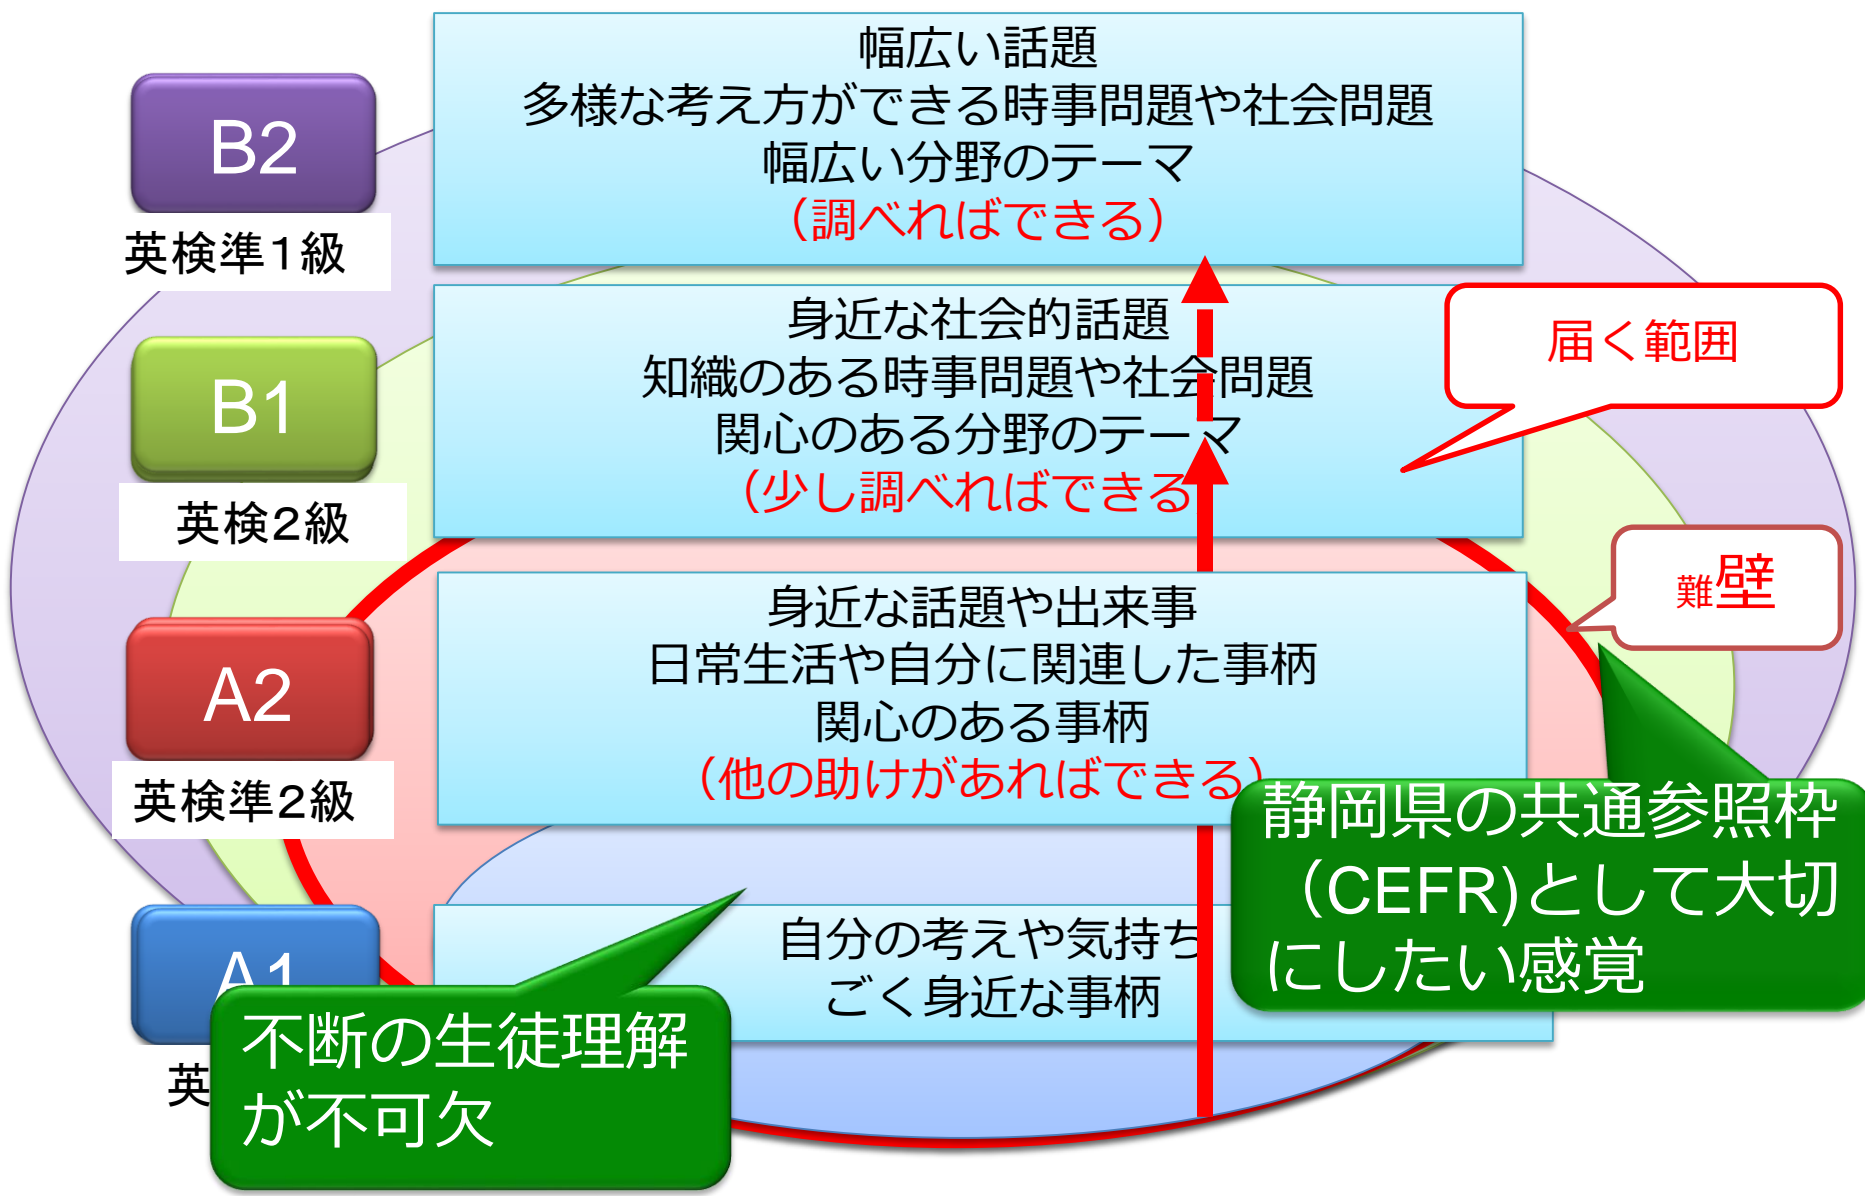 B2
英検準1級
幅広い話題
多様な考え方ができる時事問題や社会問題
幅広い分野のテーマ
（調べればできる）
B1
英検2級
身近な社会的話題
知識のある時事問題や社会問題
関心のある分野のテーマ
（少し調べればできる
届く範囲
難壁
A2
英検準2級
身近な話題や出来事
日常生活や自分に関連した事柄
関心のある事柄
（他の助けがあればできる）
静岡県の共通参照枠
（CEFR)として大切
にしたい感覚
A1
英
自分の考えや気持ち
ごく身近な事柄
不断の生徒理解
が不可欠